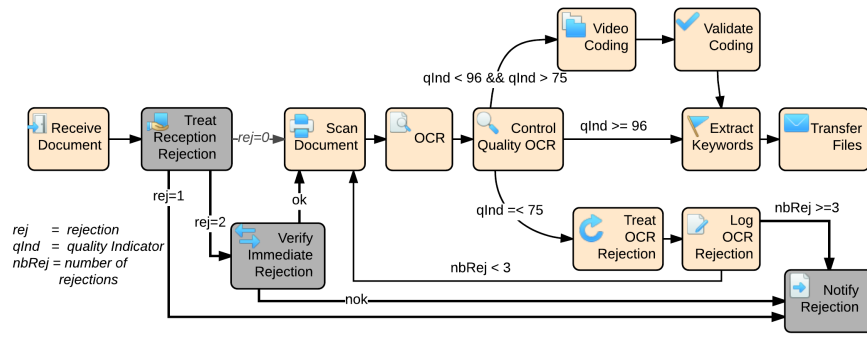 Video
Coding
Validate
Coding
qInd < 96 && qInd > 75
Receive
Document
Treat
Reception
Rejection
rej=0
Scan
Document
OCR
Control
Quality OCR
qInd >= 96
Extract
Keywords
Transfer
Files
rej=1
rej=2
ok
qInd =< 75
Treat
OCR
Rejection
Log
OCR
Rejection
nbRej >=3
rej = rejection
qInd = quality Indicator
nbRej = number of
rejections
Verify
Immediate
Rejection
nbRej < 3
nok
Notify
Rejection